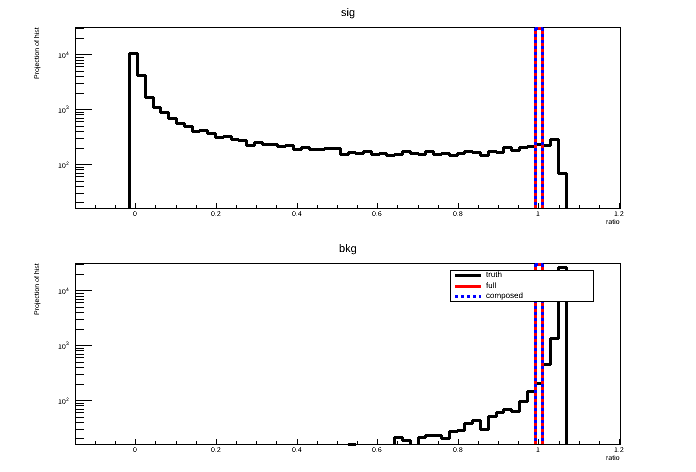 sig
Projection of hist
10⁴
10³
10²
0 0.2 0.4 0.6 0.8 1 1.2
ratio
bkg
Projection of hist
truth
full
composed
10⁴
10³
10²
0 0.2 0.4 0.6 0.8 1 1.2
ratio